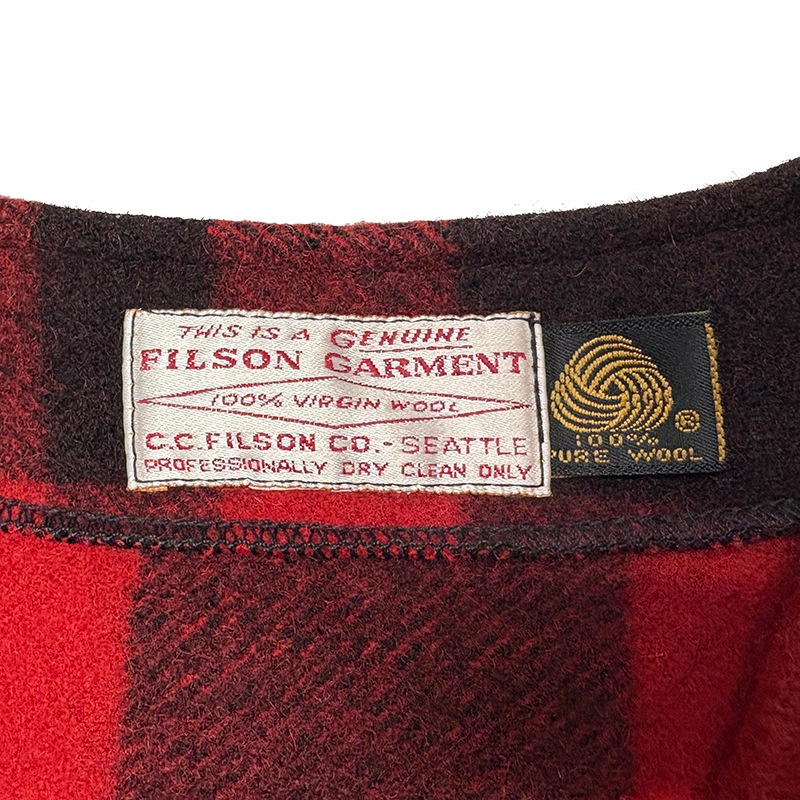 THIS IS A GENUINE
FILSON GARMENT
100% VIRGIN WOOL
C.C. FILSON CO. - SEATTLE
PROFESSIONALLY DRY CLEAN ONLY
®
100%
PURE WOOL